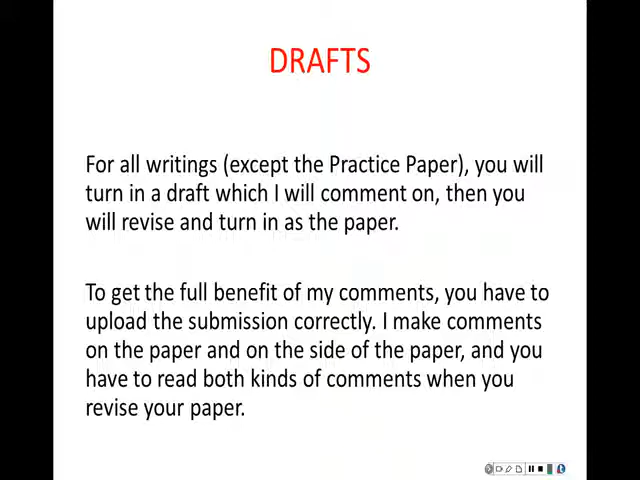 DRAFTS
For all writings (except the Practice Paper), you will
turn in a draft which I will comment on, then you
will revise and turn in as the paper.
To get the full benefit of my comments, you have to
upload the submission correctly. I make comments
on the paper and on the side of the paper, and you
have to read both kinds of comments when you
revise your paper.